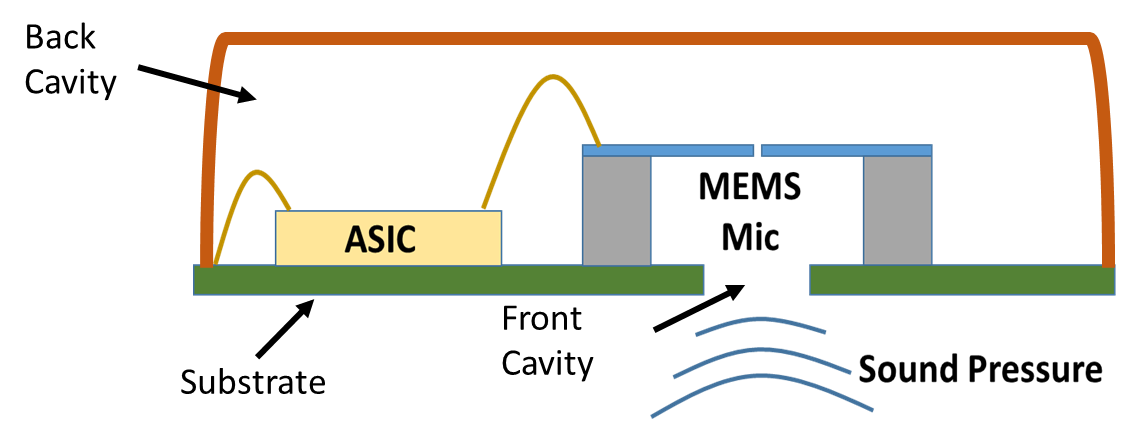 Back
Cavity
ASIC
MEMS
Mic
Front
Cavity
Substrate
Sound Pressure